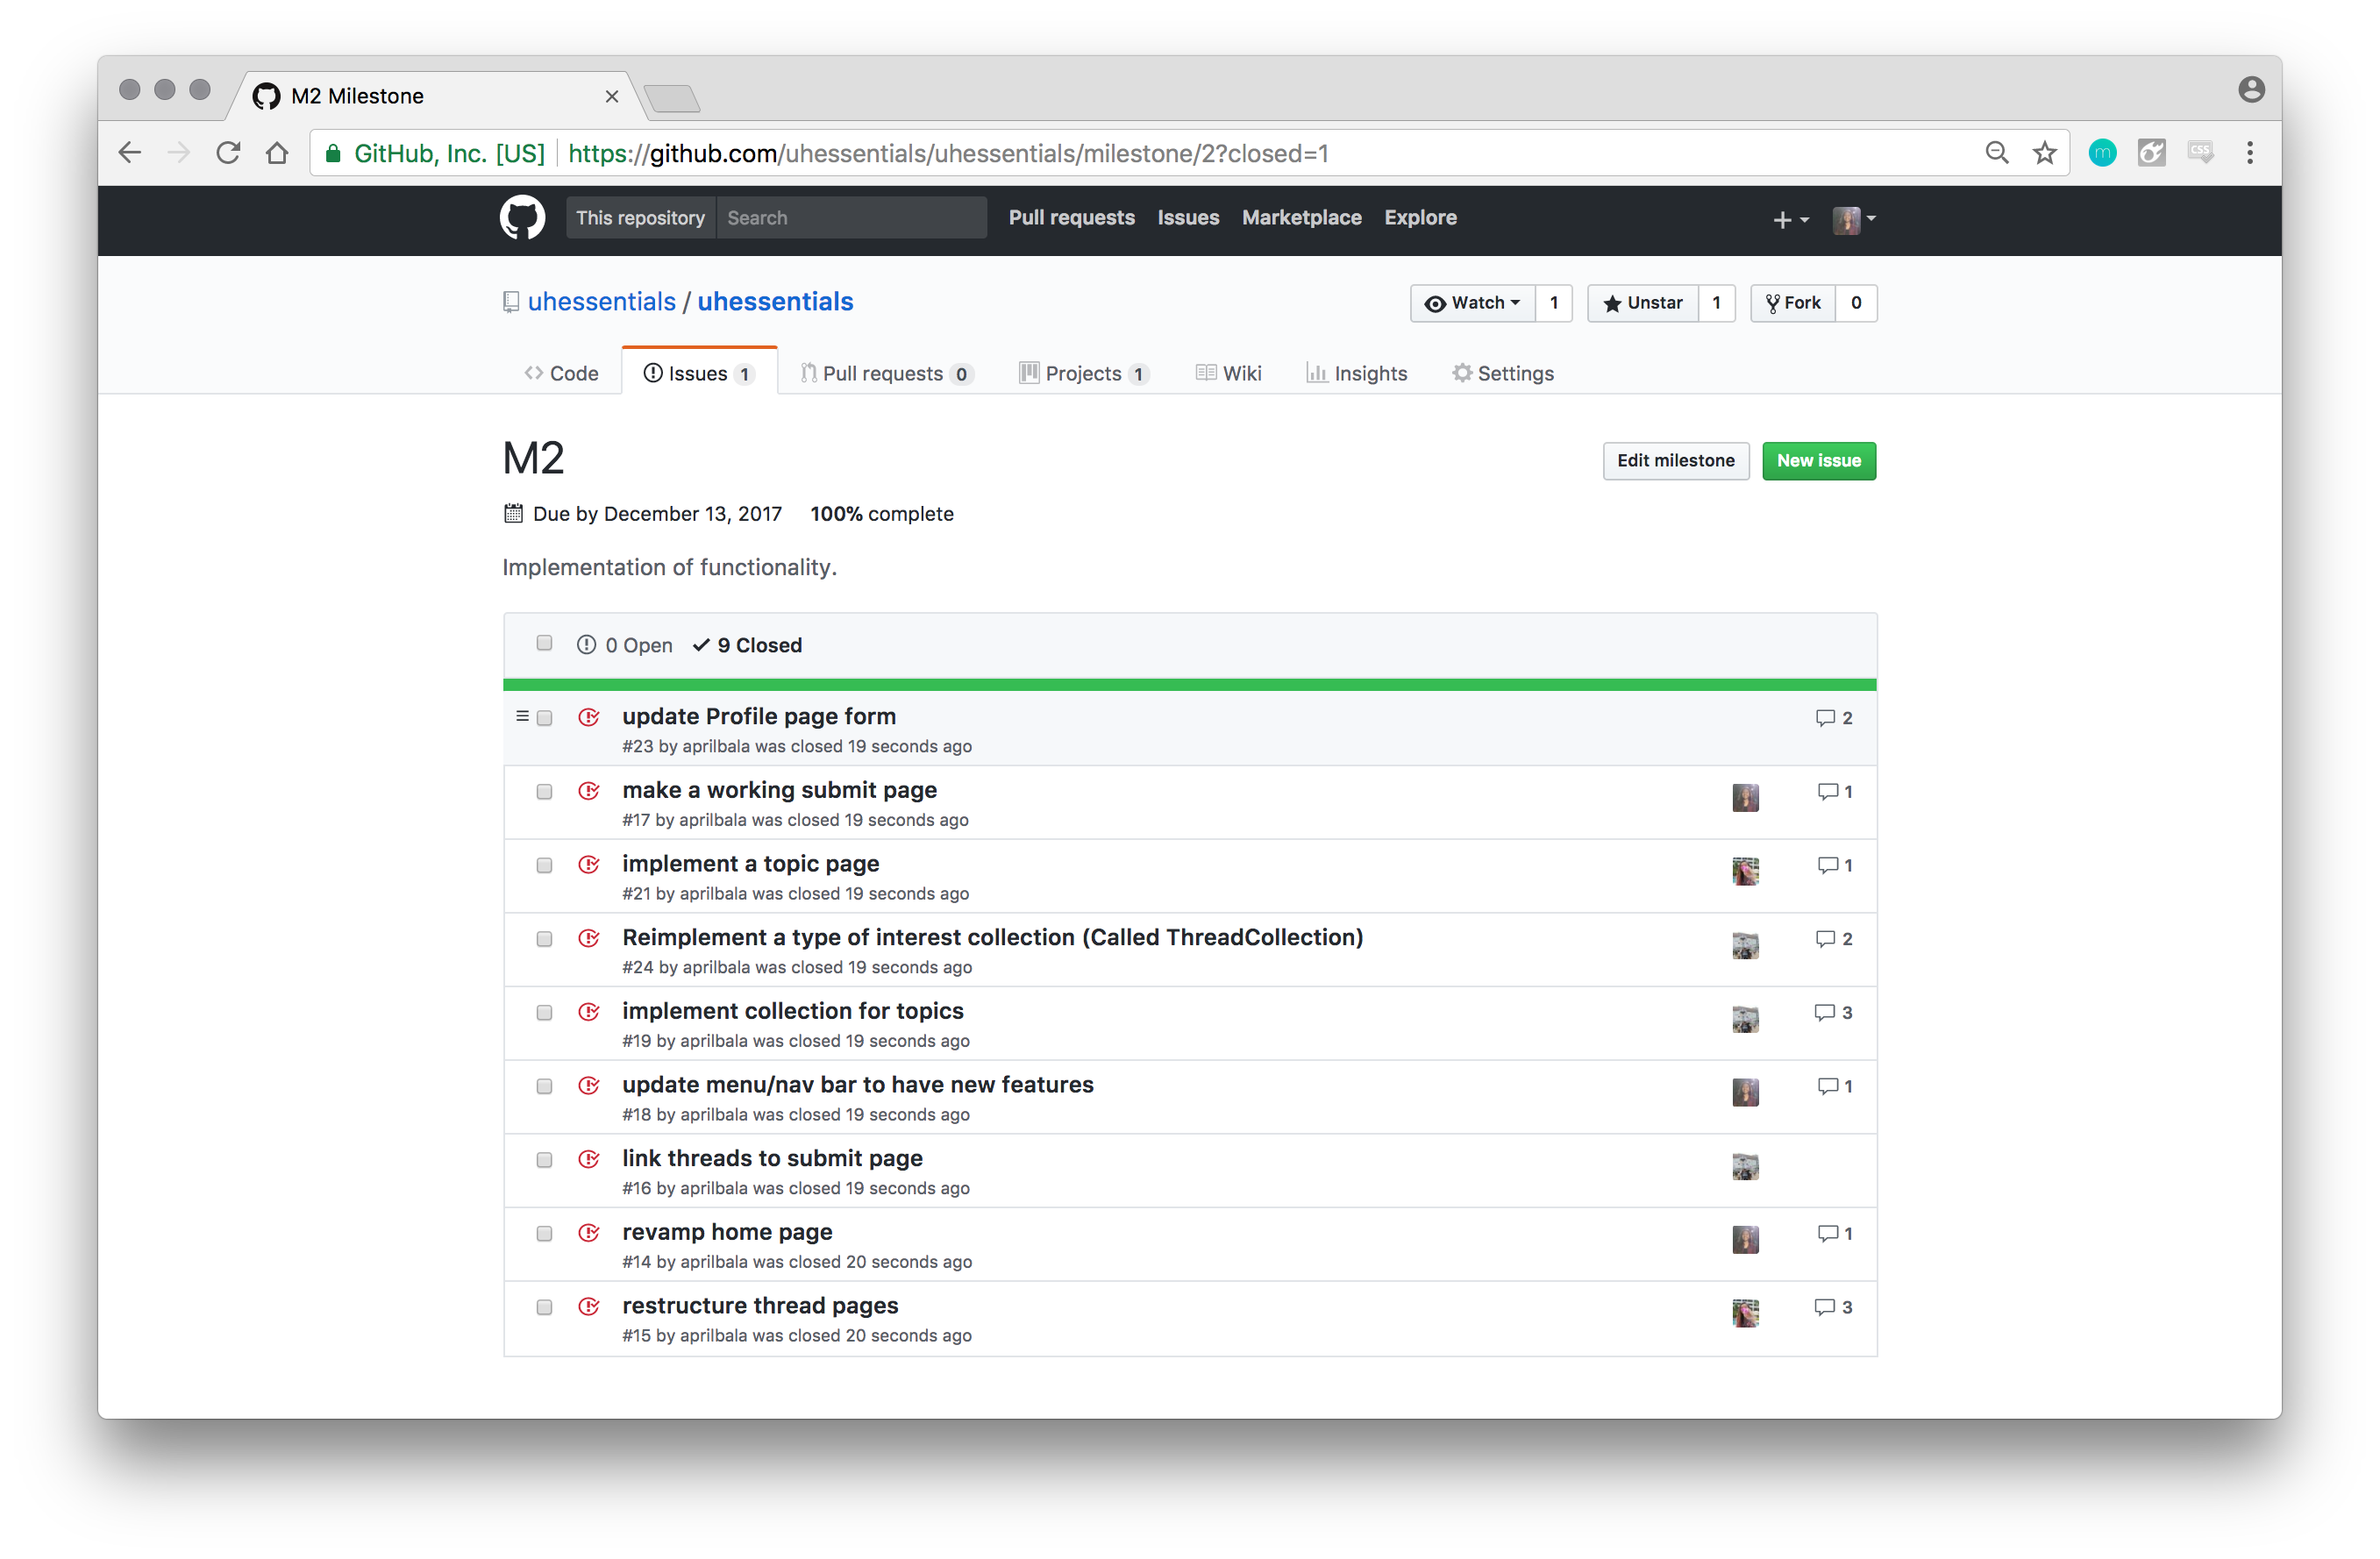 M2 Milestone
GitHub, Inc. [US] https://github.com/uhessentials/uhessentials/milestone/2?closed=1
m
CSS
This repository Search Pull requests Issues Marketplace Explore
uhessentials / uhessentials
Watch 1 Unstar 1 Fork 0
Code Issues 1 Pull requests 0 Projects 1 Wiki Insights Settings
M2
Edit milestone New issue
Due by December 13, 2017 100% complete
Implementation of functionality.
0 Open 9 Closed
update Profile page form 2
#23 by aprilbala was closed 19 seconds ago
make a working submit page 1
#17 by aprilbala was closed 19 seconds ago
implement a topic page 1
#21 by aprilbala was closed 19 seconds ago
Reimplement a type of interest collection (Called ThreadCollection) 2
#24 by aprilbala was closed 19 seconds ago
implement collection for topics 3
#19 by aprilbala was closed 19 seconds ago
update menu/nav bar to have new features 1
#18 by aprilbala was closed 19 seconds ago
link threads to submit page
#16 by aprilbala was closed 19 seconds ago
revamp home page 1
#14 by aprilbala was closed 20 seconds ago
restructure thread pages 3
#15 by aprilbala was closed 20 seconds ago